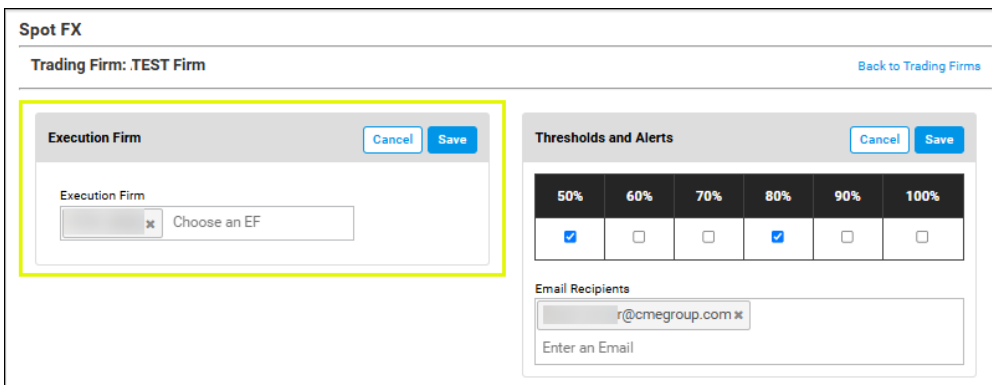 Spot FX
Trading Firm: .TEST Firm
Back to Trading Firms
Execution Firm
Cancel
Save
Execution Firm
Choose an EF
Thresholds and Alerts
Cancel
Save
50% 60% 70% 80% 90% 100%
Email Recipients
r@cmegroup.com
Enter an Email